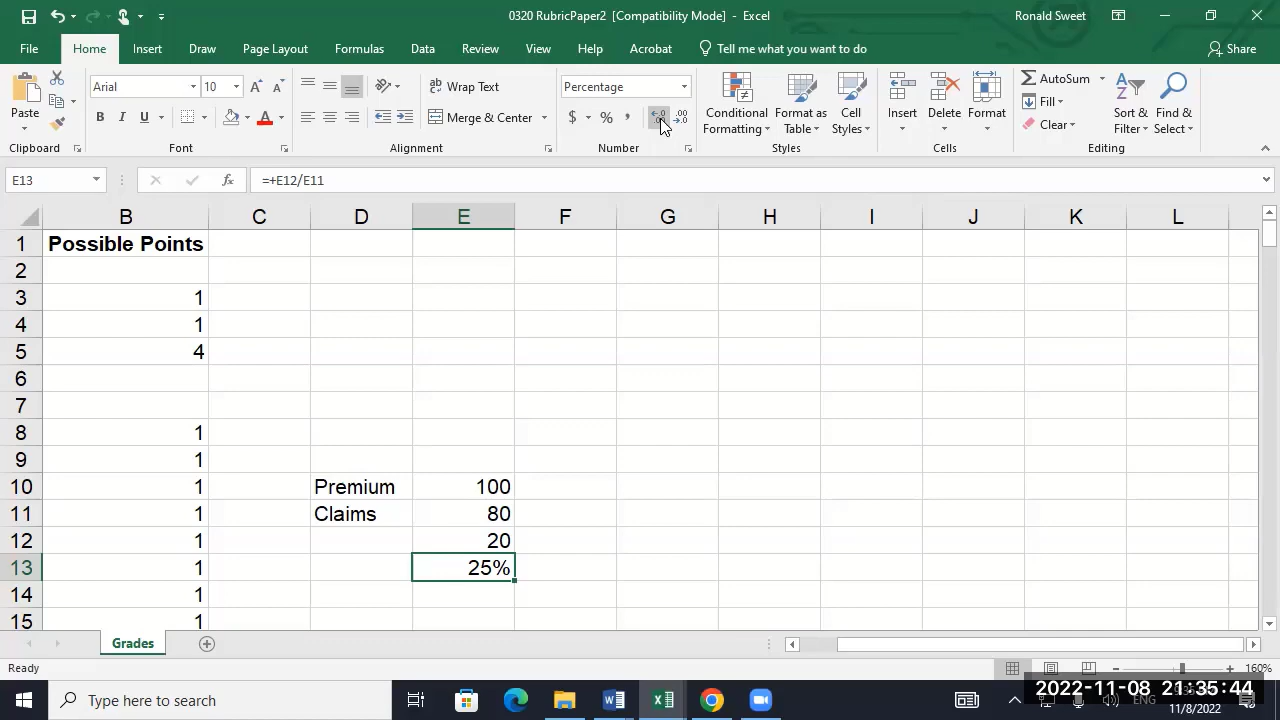 0320 RubricPaper2 [Compatibility Mode] - Excel
Ronald Sweet
File Home Insert Draw Page Layout Formulas Data Review View Help Acrobat Tell me what you want to do Share
Paste
Arial 10
B I U A
Wrap Text
Merge & Center
Percentage
$ % ,
Conditional Formatting
Format as Table
Cell Styles
Insert Delete Format
AutoSum
Fill
Clear
Sort & Filter
Find & Select
Clipboard Font Alignment Number Styles Cells Editing
E13 fx =+E12/E11
B C D E F G H I J K L
1 Possible Points
2
3 1
4 1
5 4
6
7
8 1
9 1
10 1 Premium 100
11 1 Claims 80
12 1 20
13 1 25%
14 1
15 1
Grades
Ready 160%
Type here to search
2022-11-08 21:35:44
ENG
11/8/2022